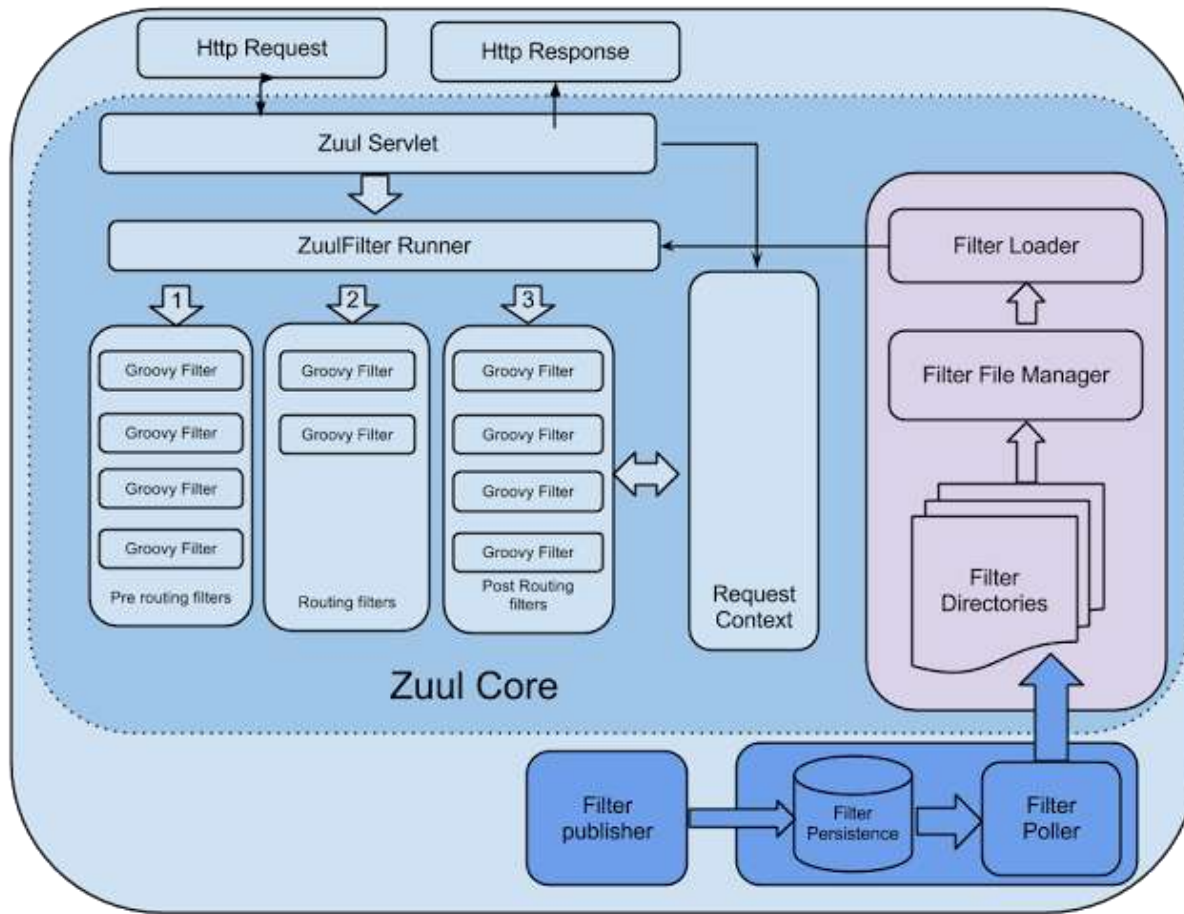 Http Request
Http Response
Zuul Servlet
ZuulFilter Runner
Filter Loader
1
2
3
Groovy Filter
Groovy Filter
Groovy Filter
Groovy Filter
Pre routing filters
Groovy Filter
Groovy Filter
Routing filters
Groovy Filter
Groovy Filter
Groovy Filter
Groovy Filter
Post Routing
filters
Request
Context
Filter File Manager
Filter
Directories
Zuul Core
Filter
publisher
Filter
Persistence
Filter
Poller